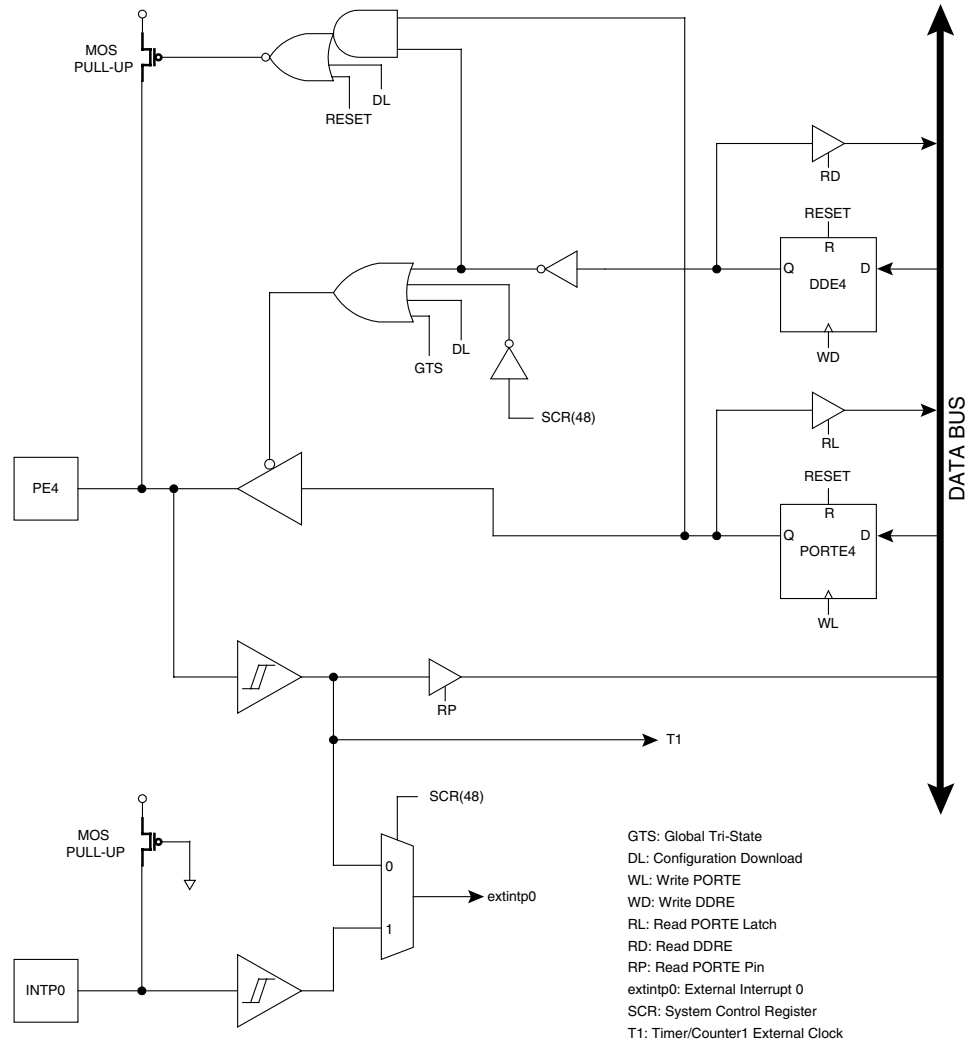 MOS
PULL-UP
DL
RESET
RD
RESET
R
Q
D
DDE4
WD
DL
GTS
SCR(48)
RL
RESET
R
Q
D
PORTE4
WL
DATA BUS
PE4
RP
T1
SCR(48)
MOS
PULL-UP
0
extintp0
1
INTP0
GTS: Global Tri-State
DL: Configuration Download
WL: Write PORTE
WD: Write DDRE
RL: Read PORTE Latch
RD: Read DDRE
RP: Read PORTE Pin
extintp0: External Interrupt 0
SCR: System Control Register
T1: Timer/Counter1 External Clock